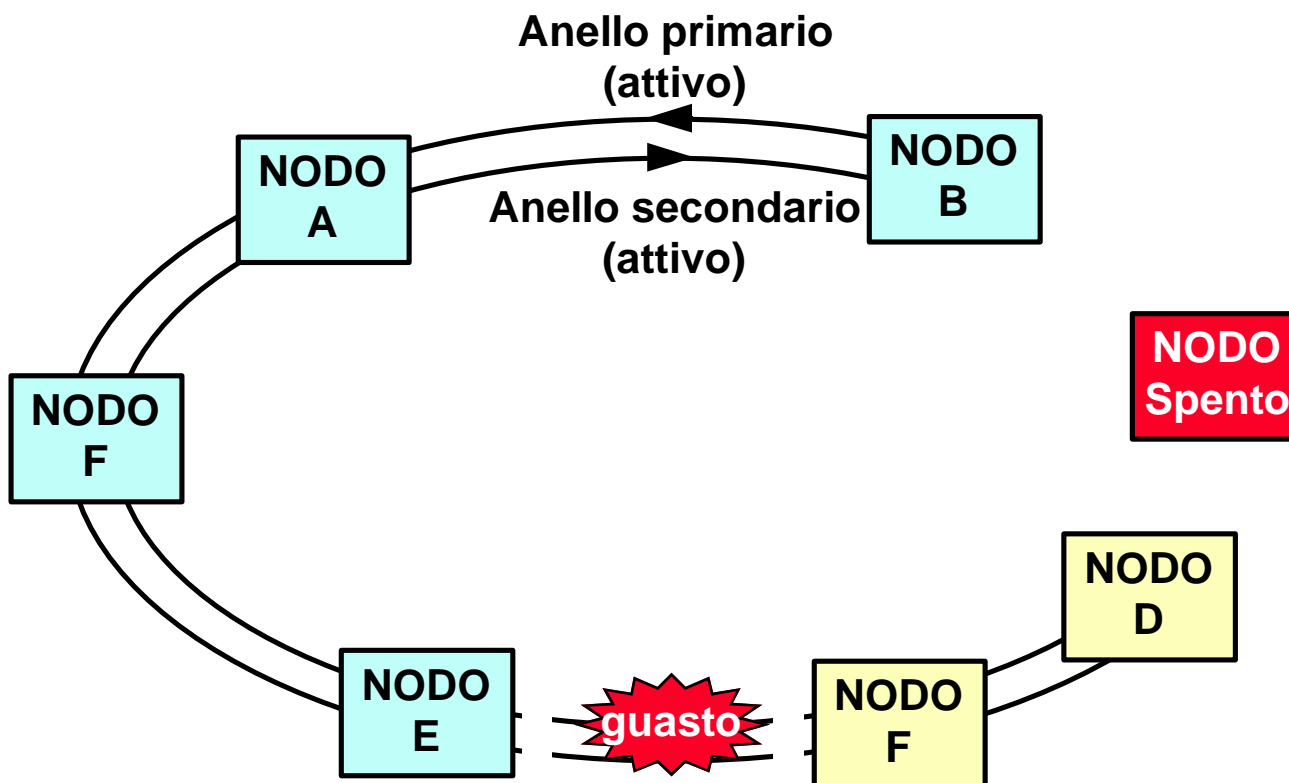 Anello primario
(attivo)
NODO
A
NODO
B
Anello secondario
(attivo)
NODO
Spento
NODO
F
NODO
D
NODO
E
guasto
NODO
F